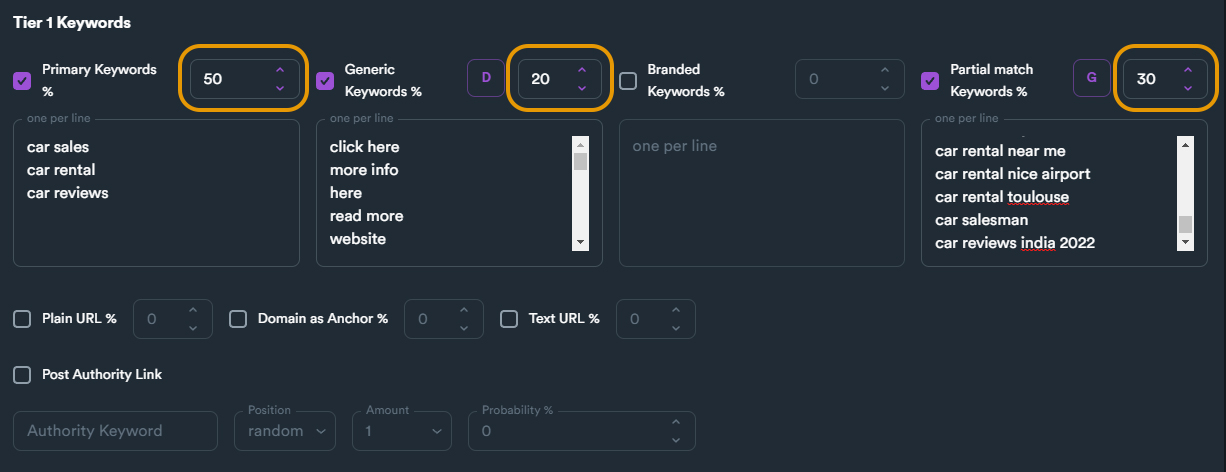 Tier 1 Keywords
Primary Keywords %
50
Generic Keywords %
D
20
Branded Keywords %
0
Partial match Keywords %
G
30
one per line
car sales
car rental
car reviews
one per line
click here
more info
here
read more
website
one per line
one per line
car rental near me
car rental nice airport
car rental toulouse
car salesman
car reviews india 2022
Plain URL %
0
Domain as Anchor %
0
Text URL %
0
Post Authority Link
Authority Keyword
Position
random
Amount
1
Probability %
0